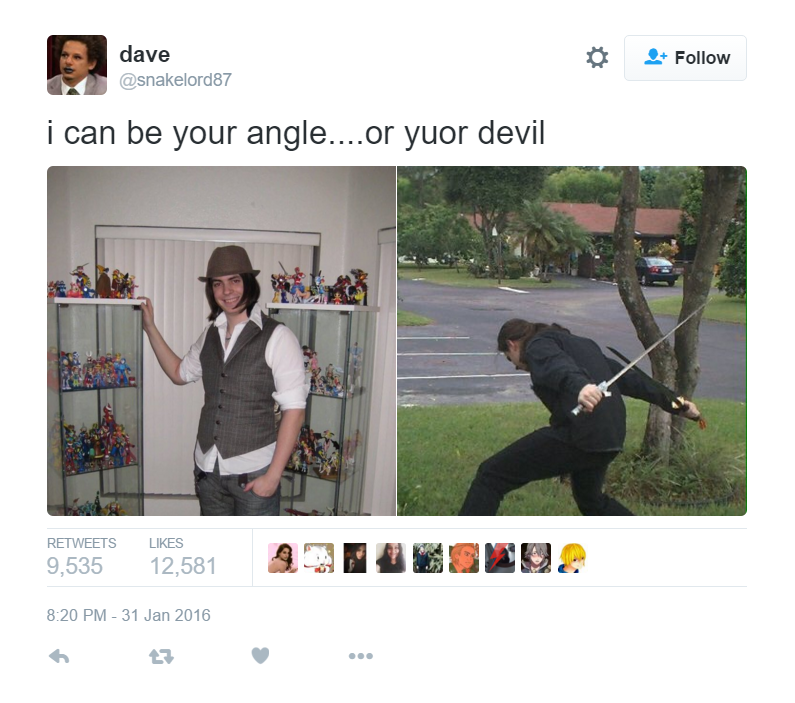 dave
@snakelord87
Follow
i can be your angle....or yuor devil
RETWEETS LIKES
9,535 12,581
8:20 PM - 31 Jan 2016